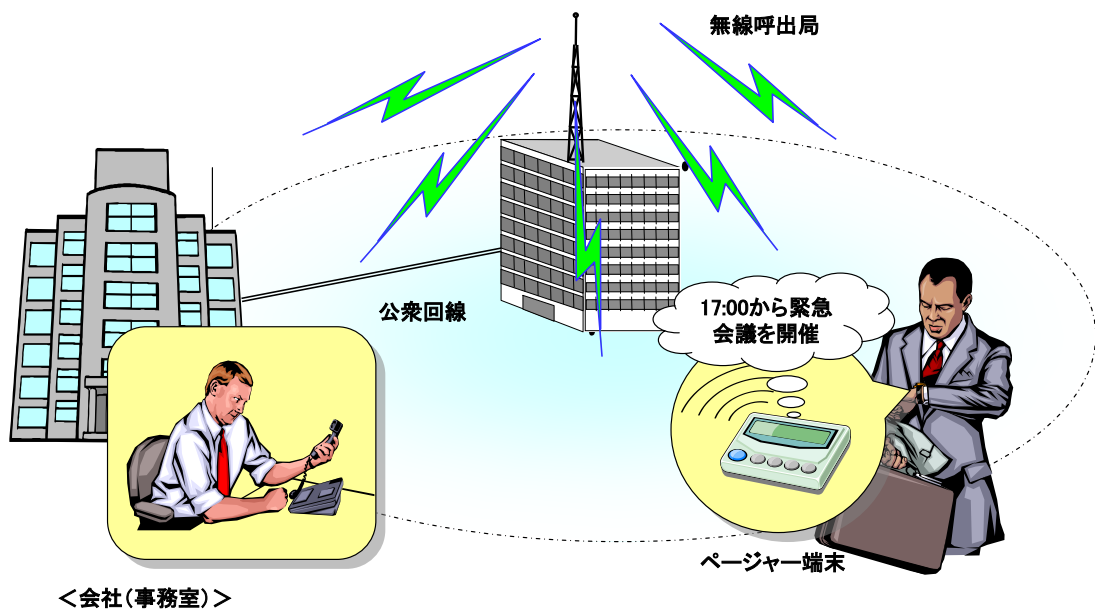 無線呼出局
公衆回線
17:00から緊急
会議を開催
ページャー端末
＜会社（事務室）＞